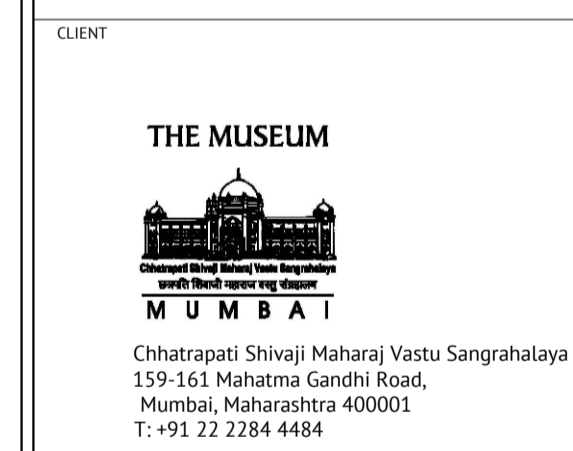 CLIENT
THE MUSEUM
Chhatrapati Shivaji Maharaj Vastu Sangrahalaya
छत्रपति शिवाजी महाराज वस्तु संग्रहालय
MUMBAI
Chhatrapati Shivaji Maharaj Vastu Sangrahalaya
159-161 Mahatma Gandhi Road,
Mumbai, Maharashtra 400001
T: +91 22 2284 4484